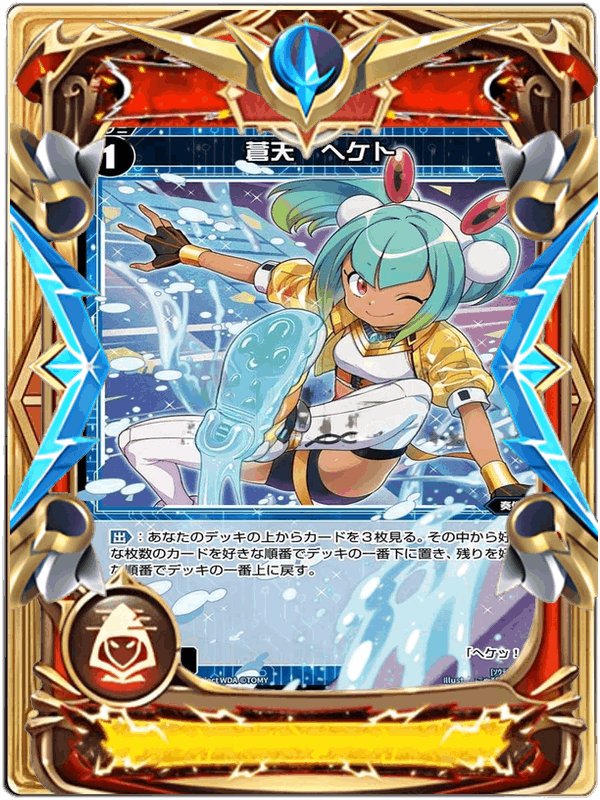 1
蒼天 ヘケト
出：あなたのデッキの上からカードを３枚見る。その中から好
な枚数のカードを好きな順番でデッキの一番下に置き、残りを好
な順番でデッキの一番上に戻す。
「ヘケッ！
ject WDA ©TOMY
Illust